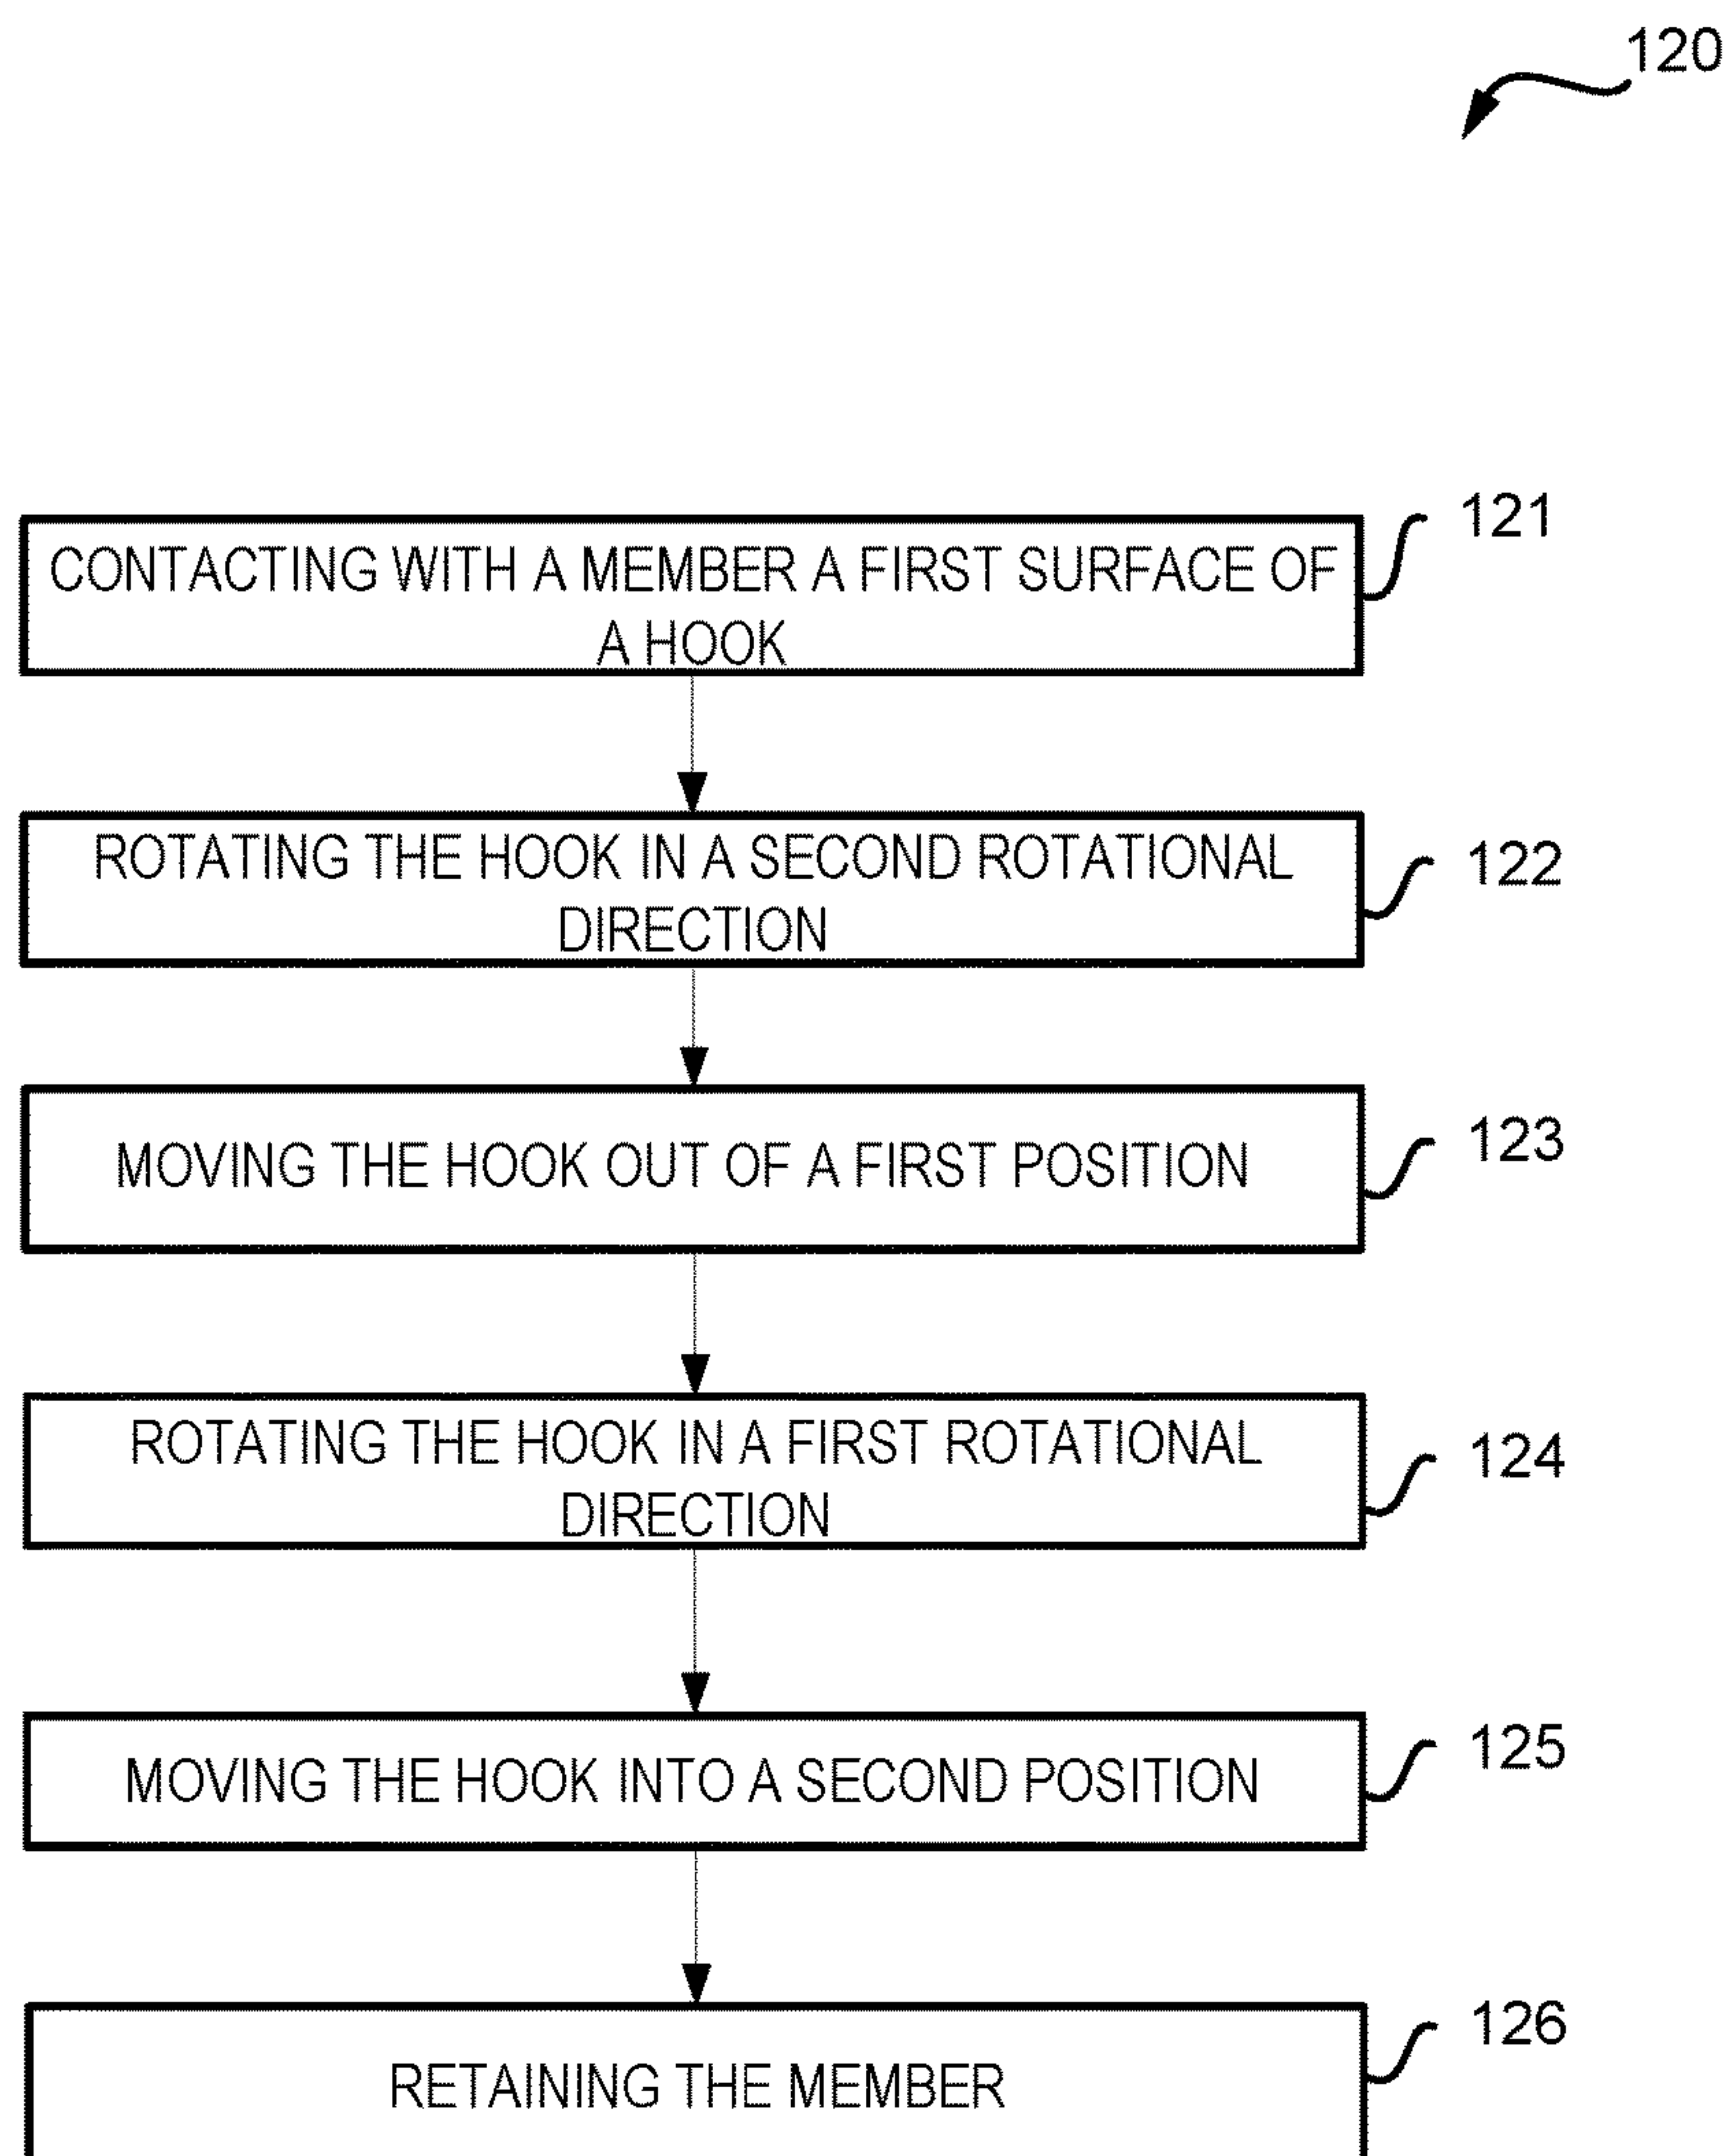 120
CONTACTING WITH A MEMBER A FIRST SURFACE OF
A HOOK
121
ROTATING THE HOOK IN A SECOND ROTATIONAL
DIRECTION
122
MOVING THE HOOK OUT OF A FIRST POSITION
123
ROTATING THE HOOK IN A FIRST ROTATIONAL
DIRECTION
124
MOVING THE HOOK INTO A SECOND POSITION
125
RETAINING THE MEMBER
126